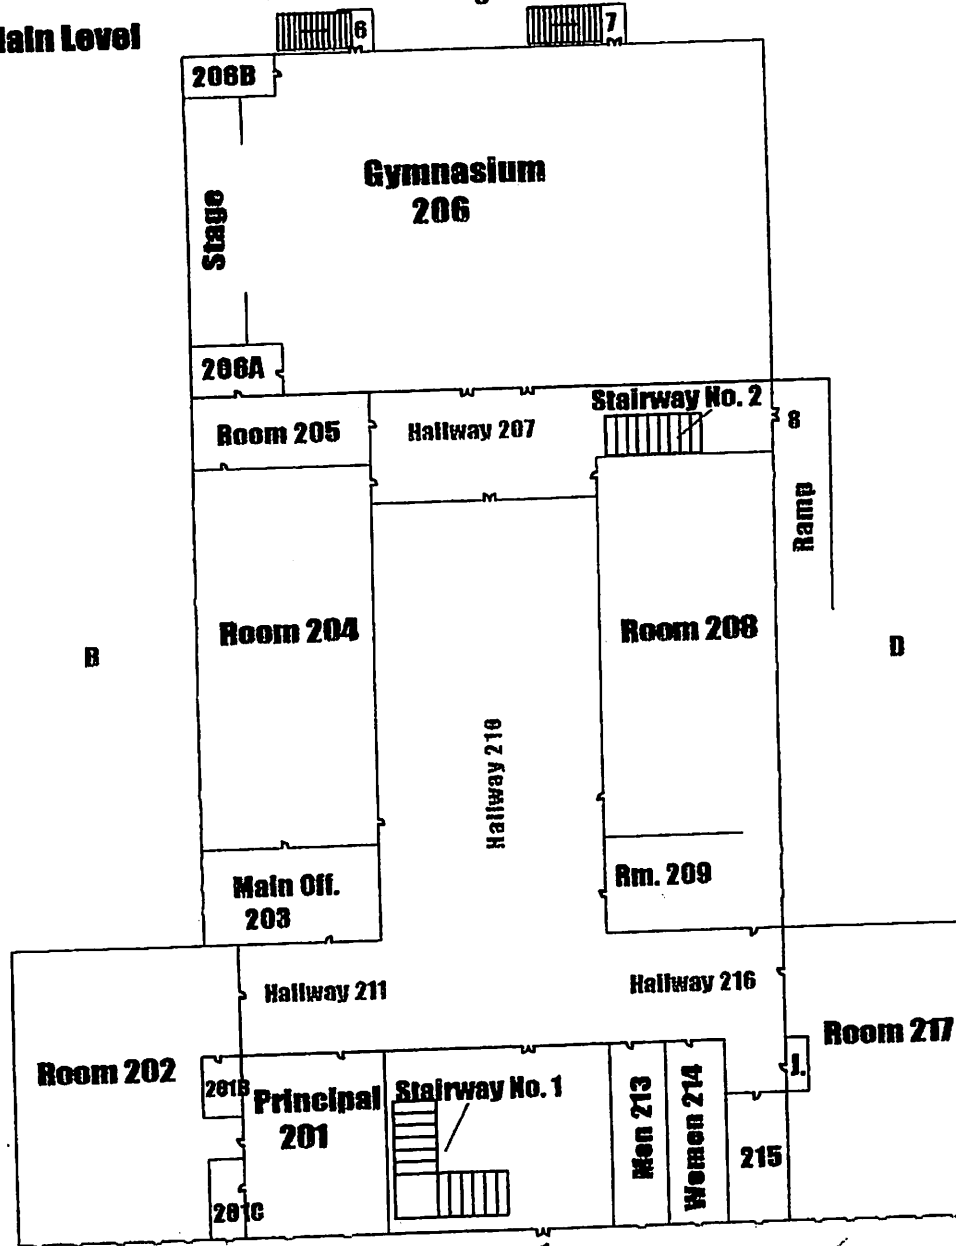 Main Level
6
7
206B
Gymnasium
206
Stage
206A
Stairway No. 2
8
Room 205
Hallway 207
Ramp
Room 204
Room 208
B
D
Hallway 210
Main Off.
203
Rm. 209
Hallway 211
Hallway 216
Room 202
Room 217
201B
Principal
201
Stairway No. 1
Men 213
Women 214
J.
215
201C